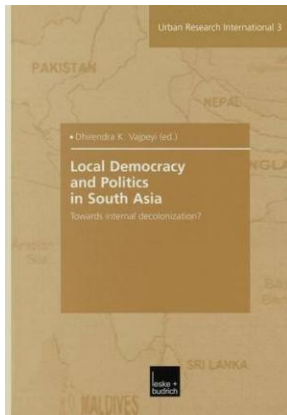 Urban Research International 3
PAKISTAN
NEPAL
• Dhirendra K. Vajpeyi (ed.)
Local Democracy
and Politics
in South Asia
Towards internal decolonization?
SRI LANKA
leske +
budrich
MALDIVES